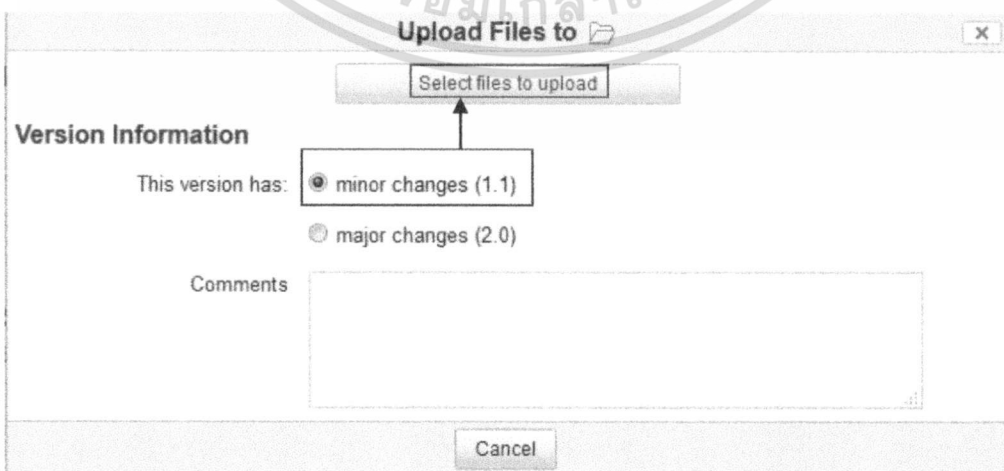 Upload Files to
Select files to upload
Version Information
This version has:
minor changes (1.1)
major changes (2.0)
Comments
Cancel